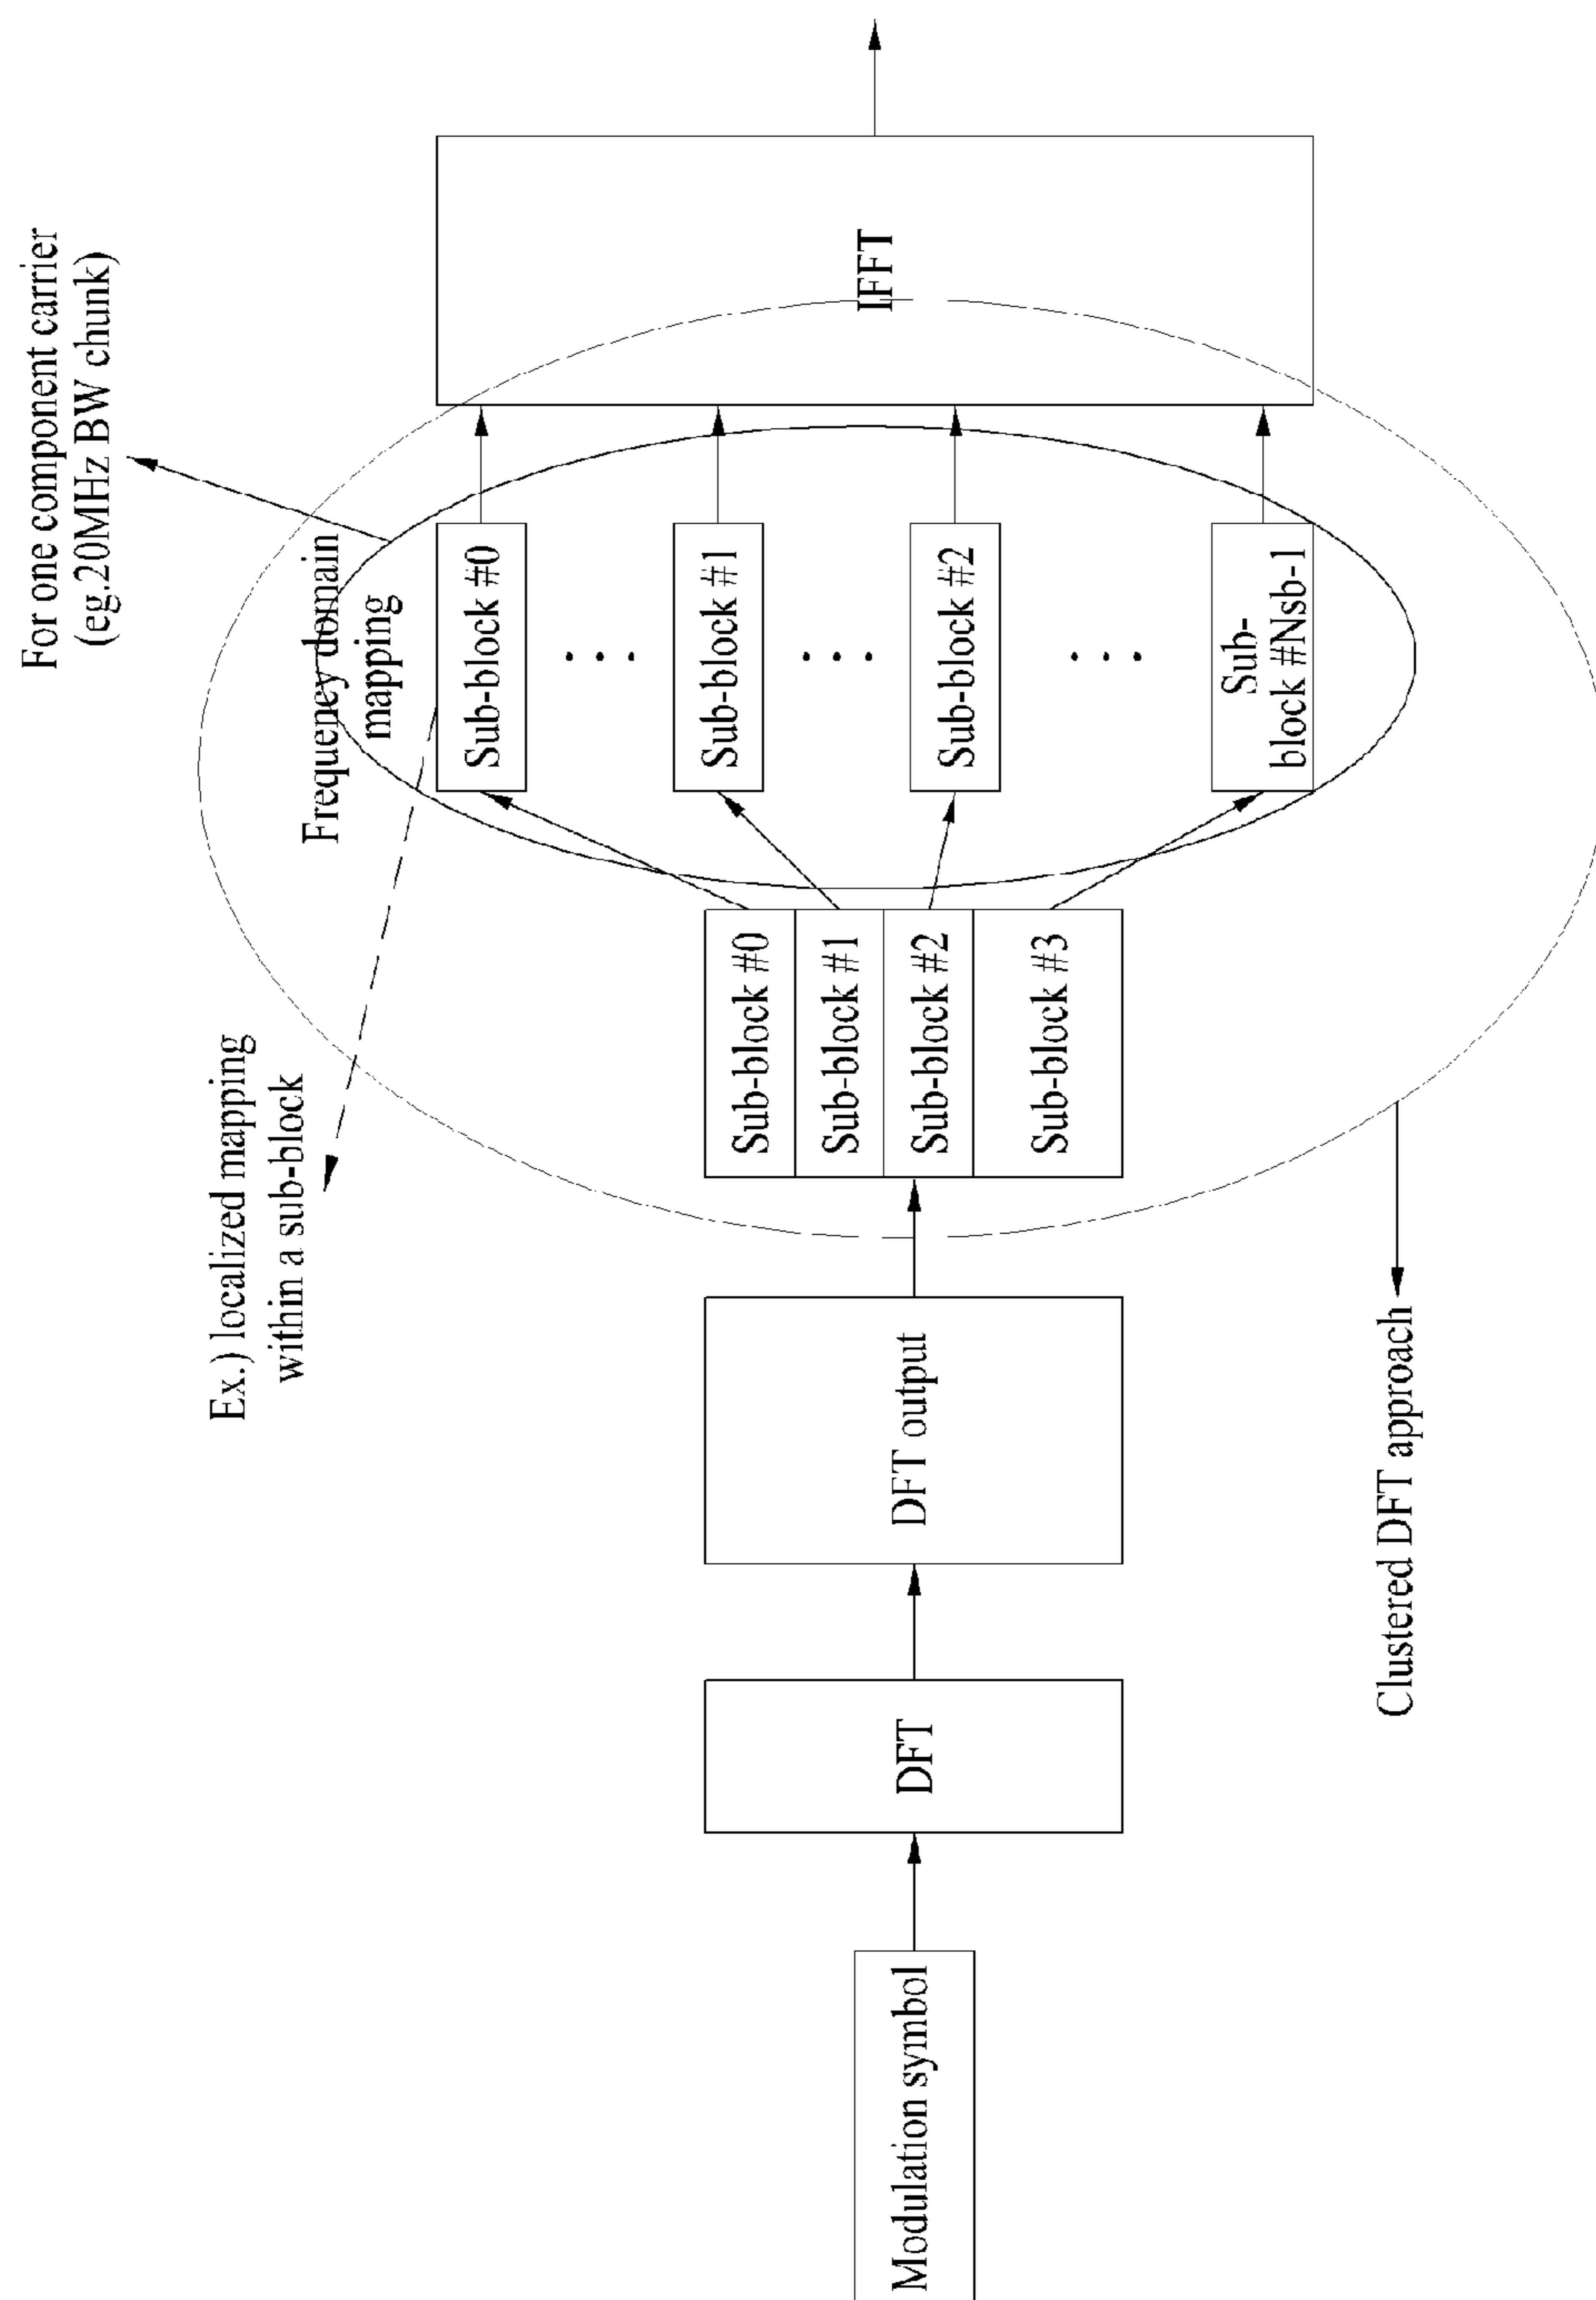 For one component carrier
(eg.20MHz BW chunk)
Ex.) localized mapping
within a sub-block
Frequency domain
mapping
Modulation symbol
DFT
DFT output
Sub-block #0
Sub-block #1
Sub-block #2
Sub-block #3
Sub-block #0
Sub-block #1
Sub-block #2
Sub-
block #Nsb-1
IFFT
Clustered DFT approach